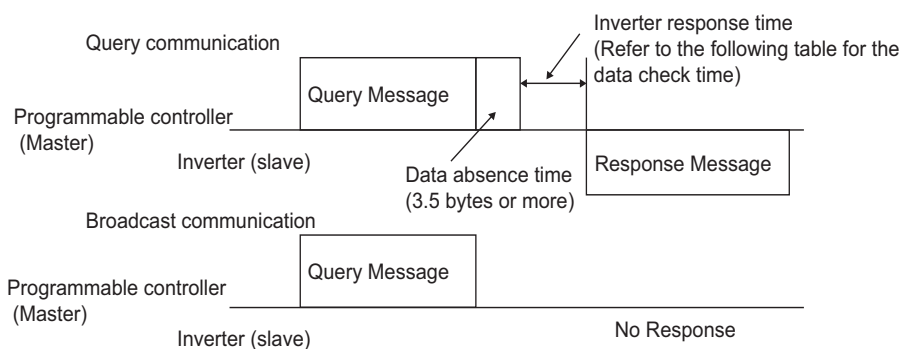 Inverter response time
(Refer to the following table for the
data check time)
Query communication
Query Message
Programmable controller
(Master)
Inverter (slave)
Data absence time
(3.5 bytes or more)
Response Message
Broadcast communication
Query Message
Programmable controller
(Master)
Inverter (slave)
No Response